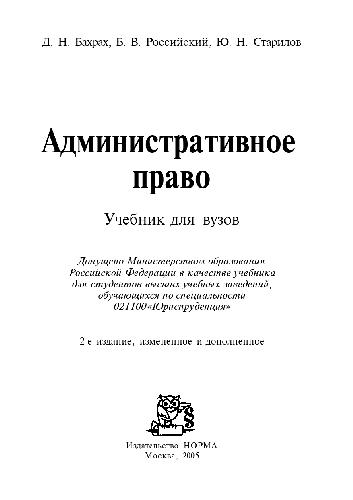 Д. Н. Бахрах, Б. В. Российский, Ю. Н. Старилов
Административное
право
Учебник для вузов
Допущено Министерством образования
Российской Федерации в качестве учебника
для студентов высших учебных заведений,
обучающихся по специальности
021100«Юриспруденция»
2-е издание, измененное и дополненное
§
Издательство НОРМА
Москва, 2005